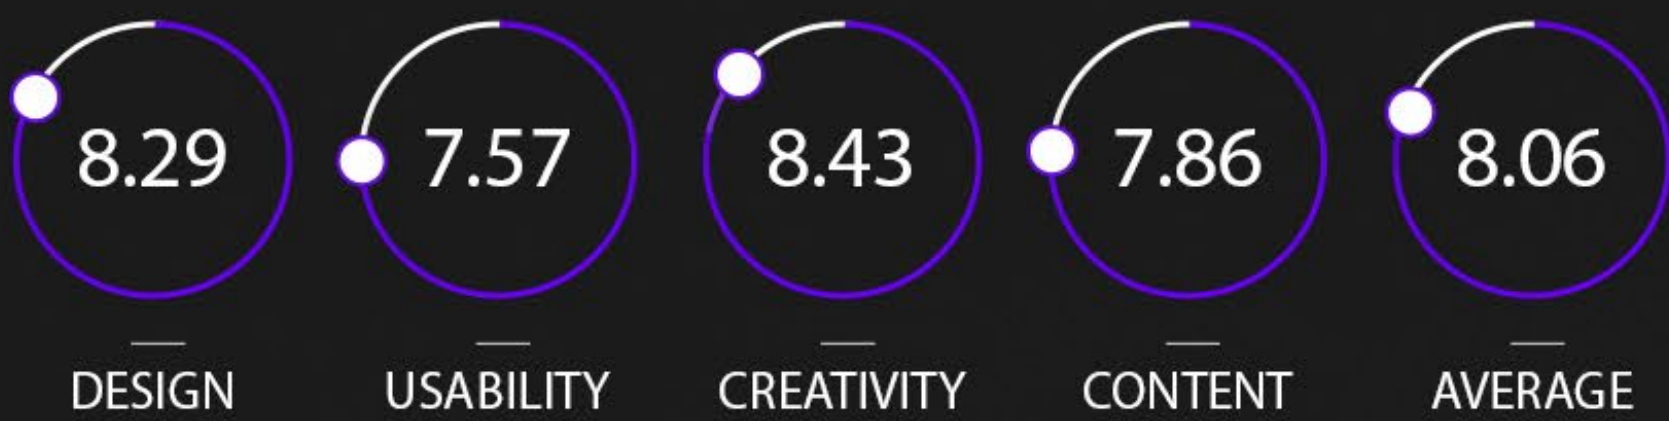 8.29 7.57 8.43 7.86 8.06
DESIGN USABILITY CREATIVITY CONTENT AVERAGE